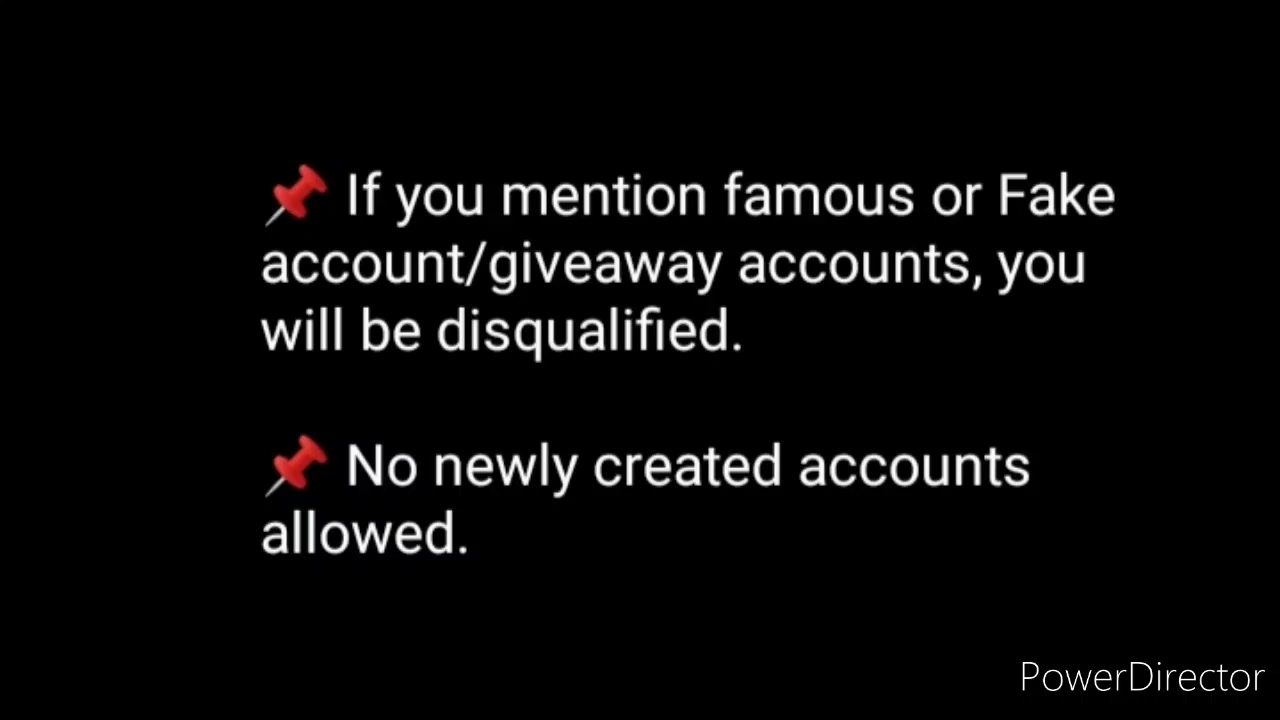 📌 If you mention famous or Fake
account/giveaway accounts, you
will be disqualified.
📌 No newly created accounts
allowed.
PowerDirector